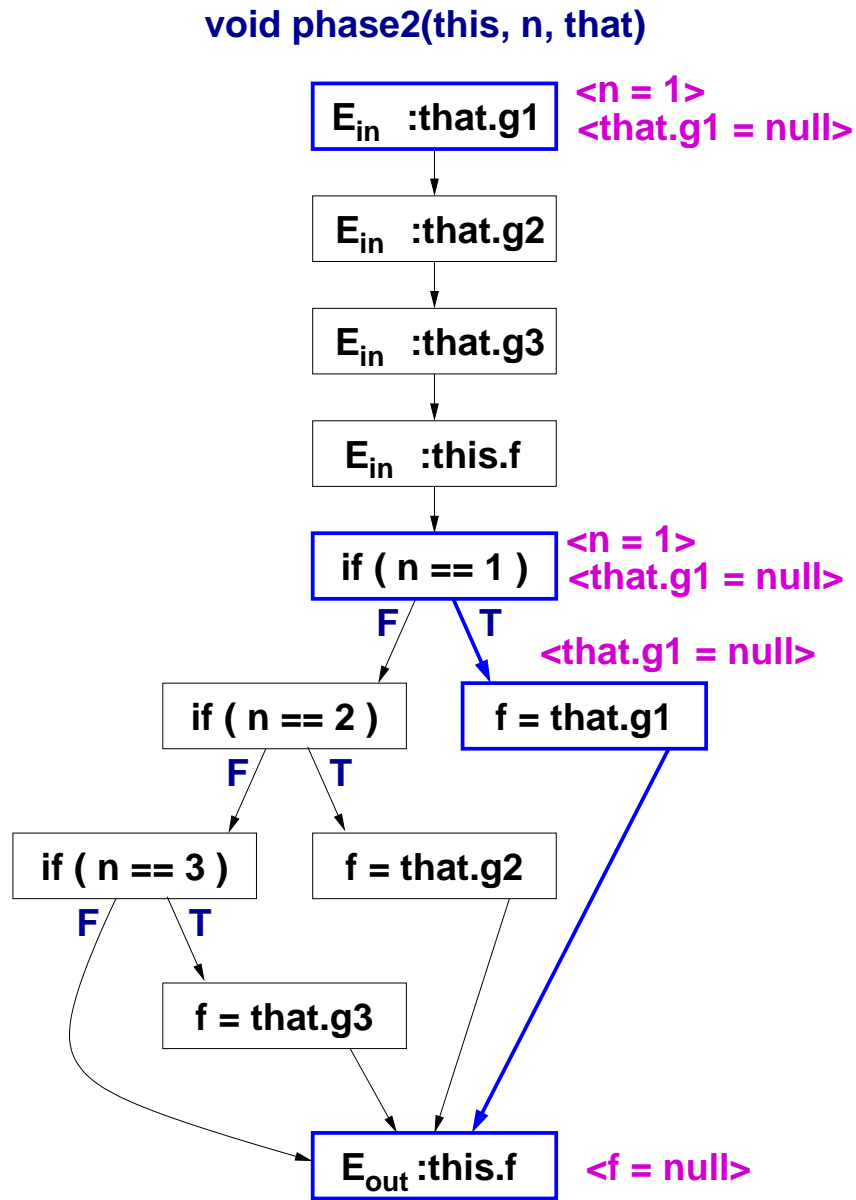 void phase2(this, n, that)
E_in :that.g1
<n = 1>
<that.g1 = null>
E_in :that.g2
E_in :that.g3
E_in :this.f
if ( n == 1 )
<n = 1>
<that.g1 = null>
F T
<that.g1 = null>
if ( n == 2 )
f = that.g1
F T
if ( n == 3 )
f = that.g2
F T
f = that.g3
E_out :this.f
<f = null>